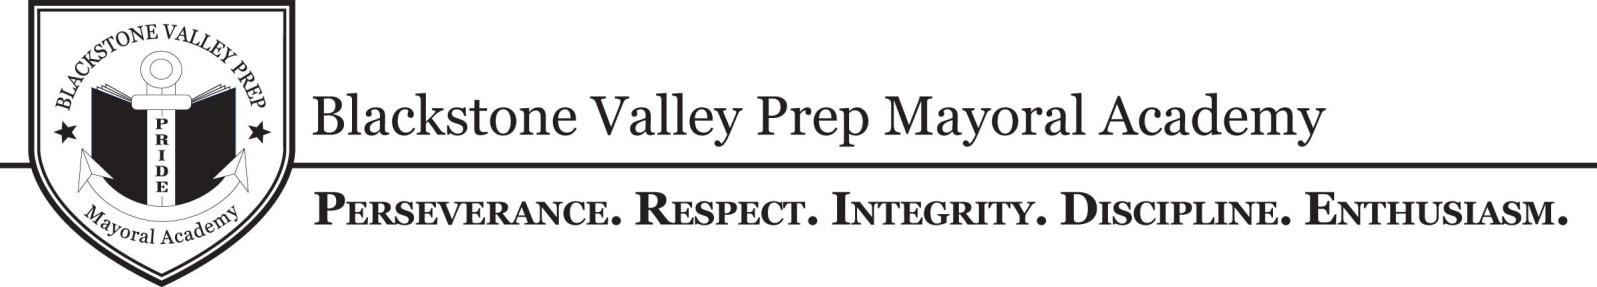 BLACKSTONE VALLEY PREP
PRIDE
Mayoral Academy
Blackstone Valley Prep Mayoral Academy
PERSEVERANCE. RESPECT. INTEGRITY. DISCIPLINE. ENTHUSIASM.